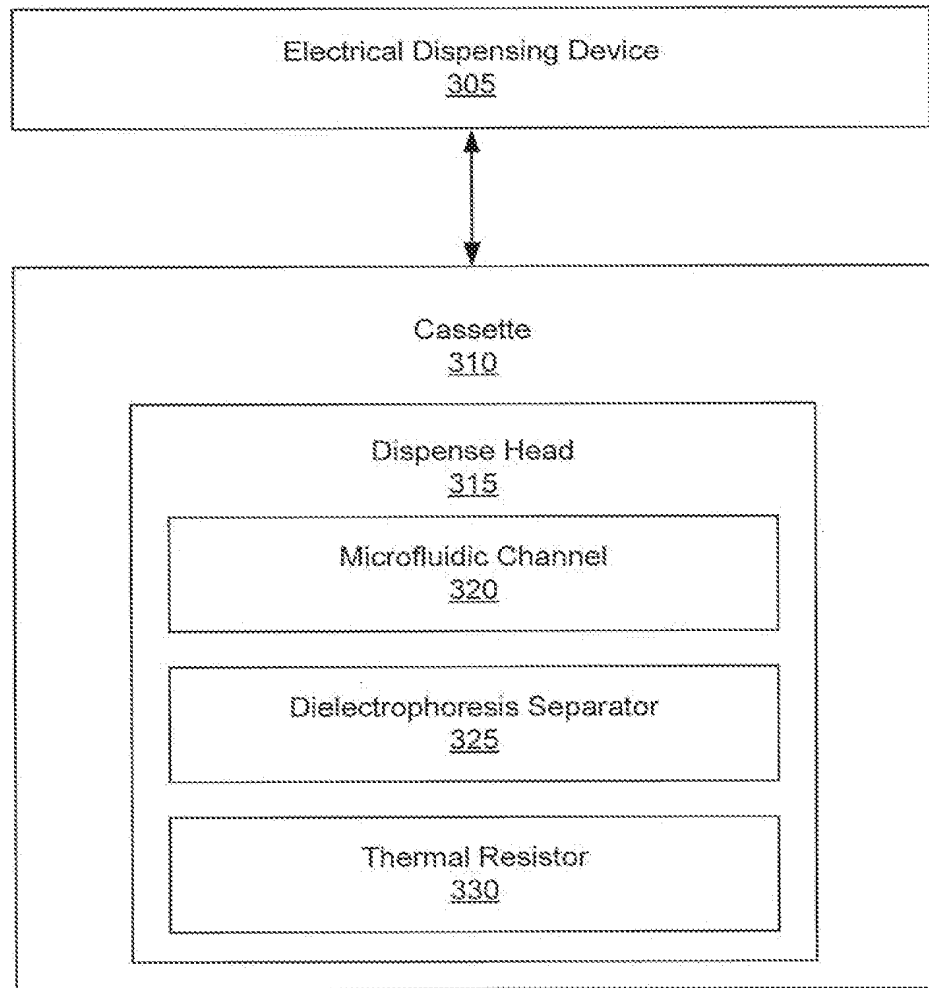 Electrical Dispensing Device
305
Cassette
310
Dispense Head
315
Microfluidic Channel
320
Dielectrophoresis Separator
325
Thermal Resistor
330